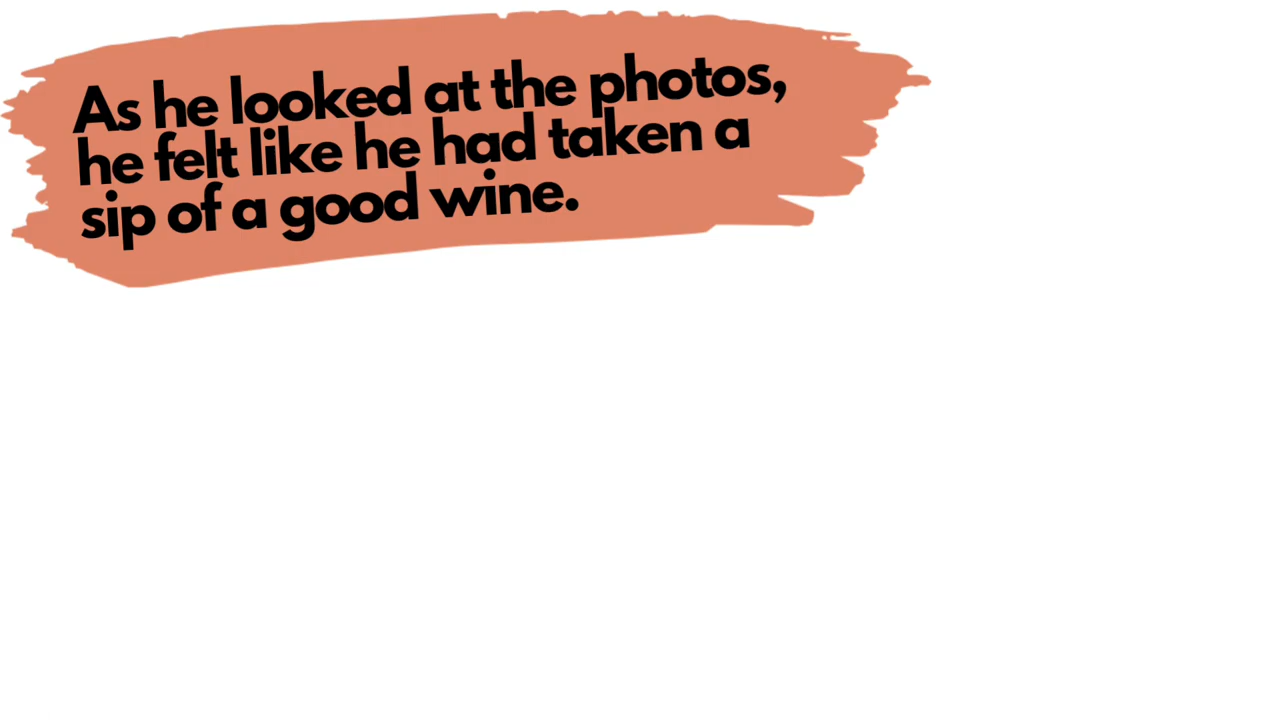 As he looked at the photos,
he felt like he had taken a
sip of a good wine.